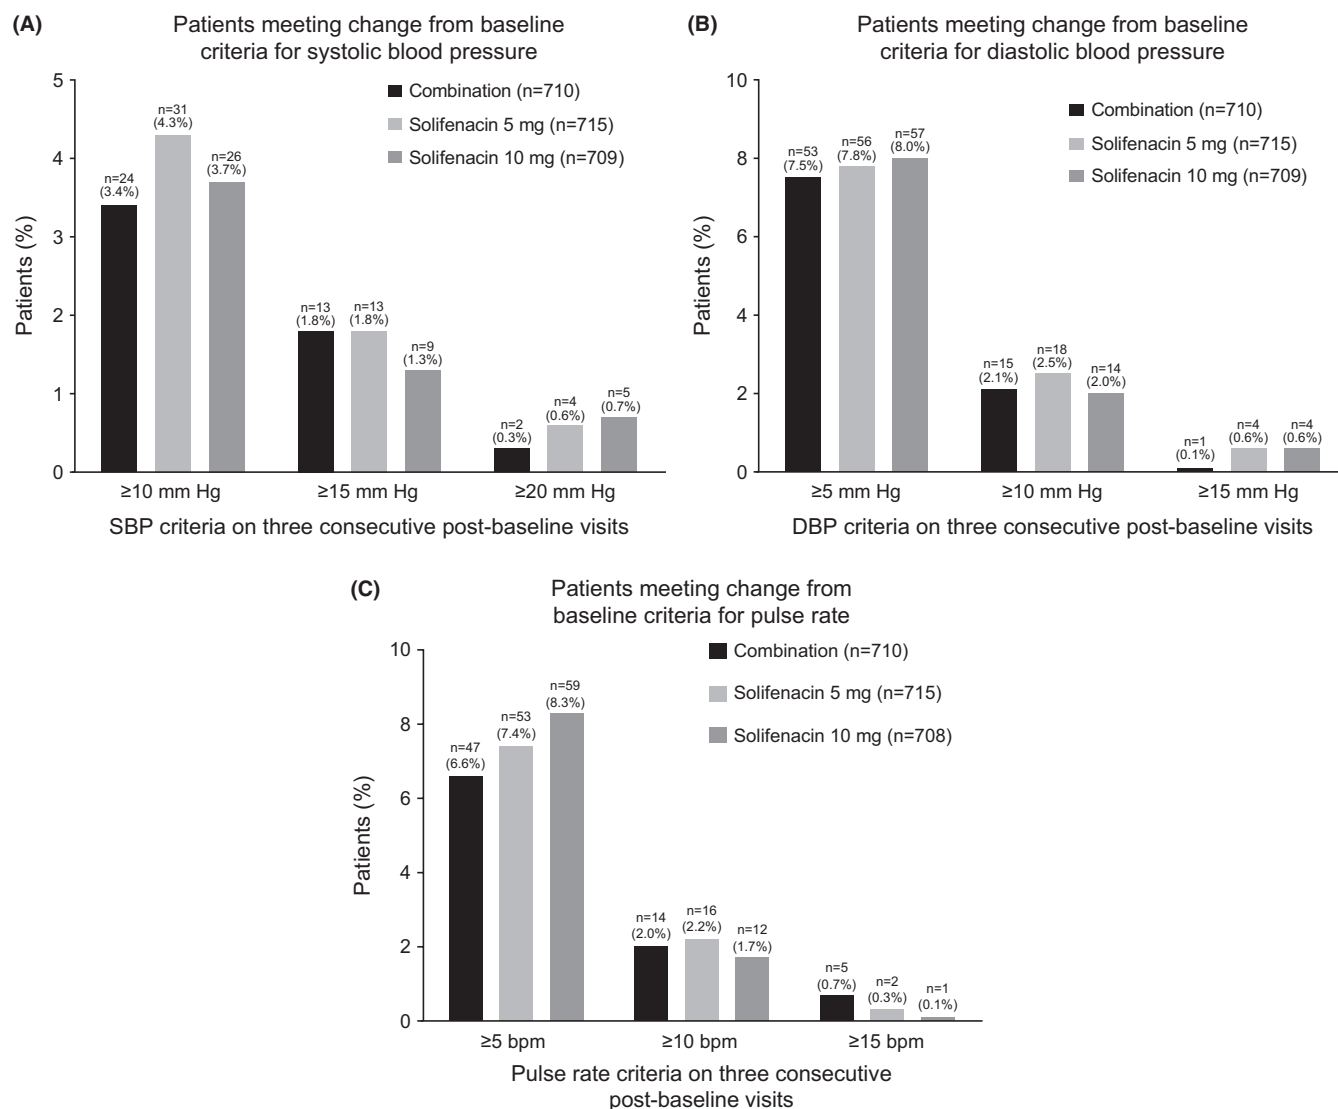 (A)
Patients meeting change from baseline
criteria for systolic blood pressure
5
4
3
2
1
0
Patients (%)
Combination (n=710)
Solifenacin 5 mg (n=715)
Solifenacin 10 mg (n=709)
n=24
(3.4%)
n=31
(4.3%)
n=26
(3.7%)
n=13
(1.8%)
n=13
(1.8%)
n=9
(1.3%)
n=2
(0.3%)
n=4
(0.6%)
n=5
(0.7%)
≥10 mm Hg
≥15 mm Hg
≥20 mm Hg
SBP criteria on three consecutive post-baseline visits
(B)
Patients meeting change from baseline
criteria for diastolic blood pressure
10
8
6
4
2
0
Patients (%)
Combination (n=710)
Solifenacin 5 mg (n=715)
Solifenacin 10 mg (n=709)
n=53
(7.5%)
n=56
(7.8%)
n=57
(8.0%)
n=15
(2.1%)
n=18
(2.5%)
n=14
(2.0%)
n=1
(0.1%)
n=4
(0.6%)
n=4
(0.6%)
≥5 mm Hg
≥10 mm Hg
≥15 mm Hg
DBP criteria on three consecutive post-baseline visits
(C)
Patients meeting change from
baseline criteria for pulse rate
10
8
6
4
2
0
Patients (%)
Combination (n=710)
Solifenacin 5 mg (n=715)
Solifenacin 10 mg (n=708)
n=47
(6.6%)
n=53
(7.4%)
n=59
(8.3%)
n=14
(2.0%)
n=16
(2.2%)
n=12
(1.7%)
n=5
(0.7%)
n=2
(0.3%)
n=1
(0.1%)
≥5 bpm
≥10 bpm
≥15 bpm
Pulse rate criteria on three consecutive
post-baseline visits